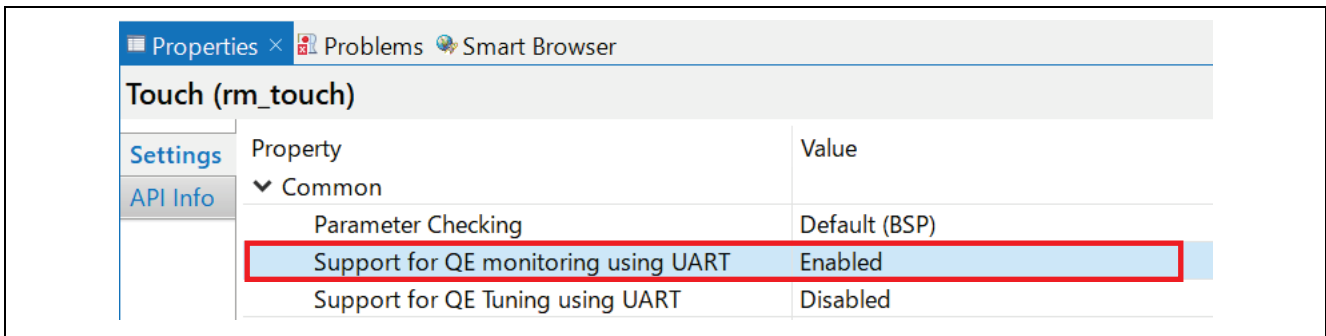 Properties Problems Smart Browser
Touch (rm_touch)
Settings
API Info
Property Value
Common
Parameter Checking Default (BSP)
Support for QE monitoring using UART Enabled
Support for QE Tuning using UART Disabled